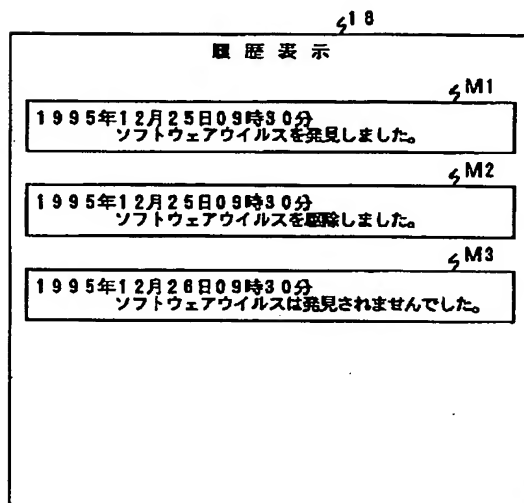 18
履歴表示
M1
1995年12月25日09時30分
ソフトウェアウイルスを発見しました。
M2
1995年12月25日09時30分
ソフトウェアウイルスを駆除しました。
M3
1995年12月26日09時30分
ソフトウェアウイルスは発見されませんでした。